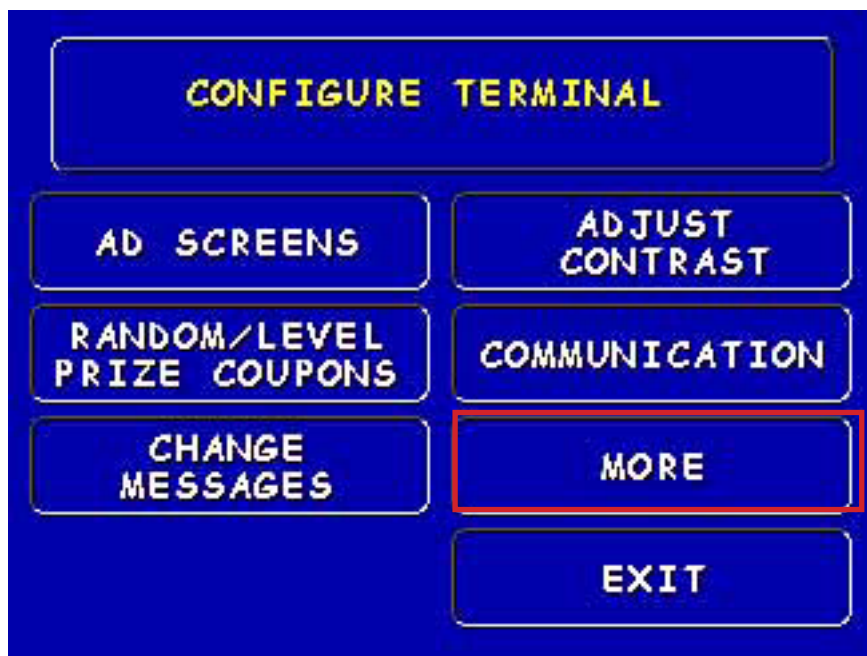 CONFIGURE TERMINAL
AD SCREENS
ADJUST
CONTRAST
RANDOM/LEVEL
PRIZE COUPONS
COMMUNICATION
CHANGE
MESSAGES
MORE
EXIT